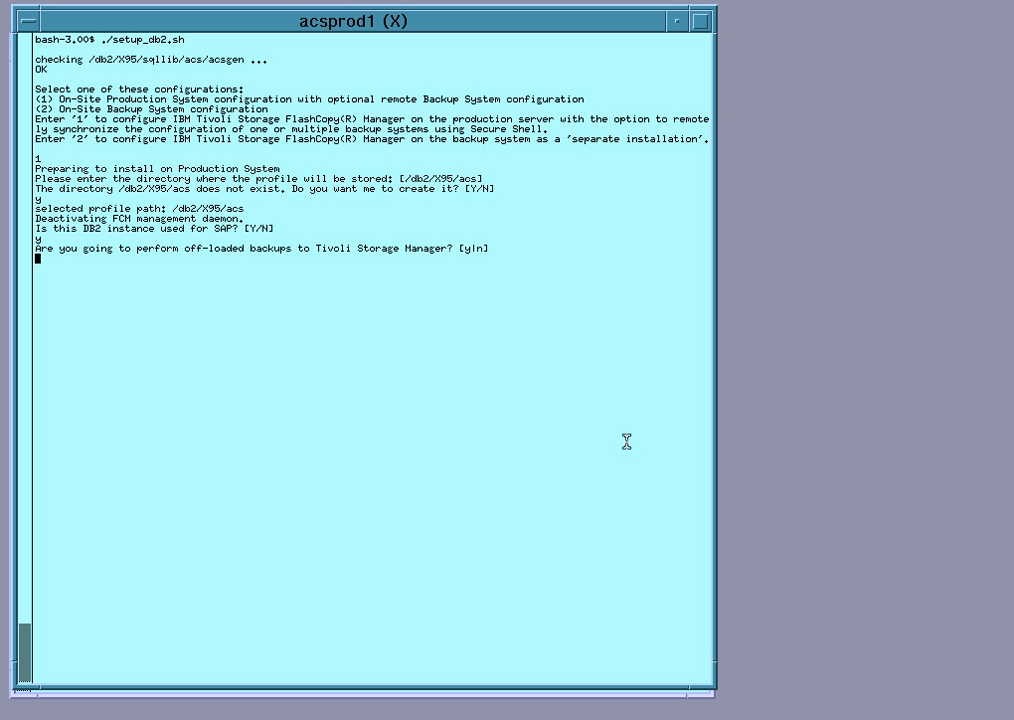 acsprod1 (X)
bash-3.00$ ./setup_db2.sh
checking /db2/X95/sqllib/acs/acsgen ...
OK
Select one of these configurations:
(1) On-Site Production System configuration with optional remote Backup System configuration
(2) On-Site Backup System configuration
Enter '1' to configure IBM Tivoli Storage FlashCopy(R) Manager on the production server with the option to remote
ly synchronize the configuration of one or multiple backup systems using Secure Shell.
Enter '2' to configure IBM Tivoli Storage FlashCopy(R) Manager on the backup system as a 'separate installation'.
1
Preparing to install on Production System
Please enter the directory where the profile will be stored: [/db2/X95/acs]
The directory /db2/X95/acs does not exist. Do you want me to create it? [Y/N]
y
selected profile path: /db2/X95/acs
Deactivating FCM management daemon.
Is this DB2 instance used for SAP? [Y/N]
y
Are you going to perform off-loaded backups to Tivoli Storage Manager? [y|n]